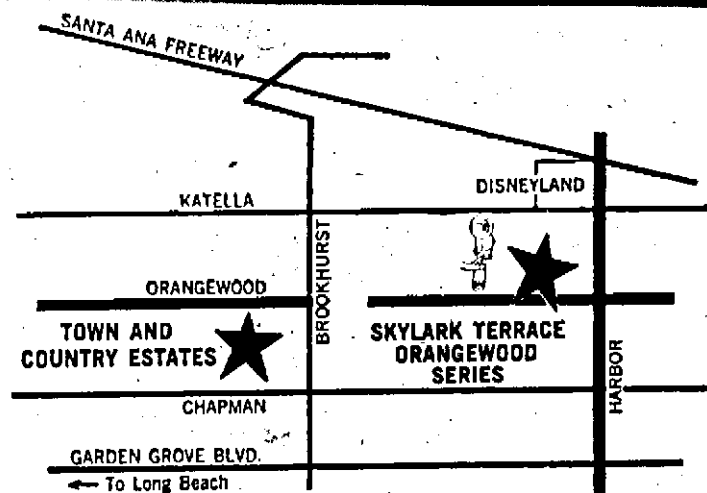 SANTA ANA FREEWAY
DISNEYLAND
KATELLA
BROOKHURST
ORANGEWOOD
TOWN AND
COUNTRY ESTATES
SKYLARK TERRACE
ORANGEWOOD
SERIES
HARBOR
CHAPMAN
GARDEN GROVE BLVD.
← To Long Beach